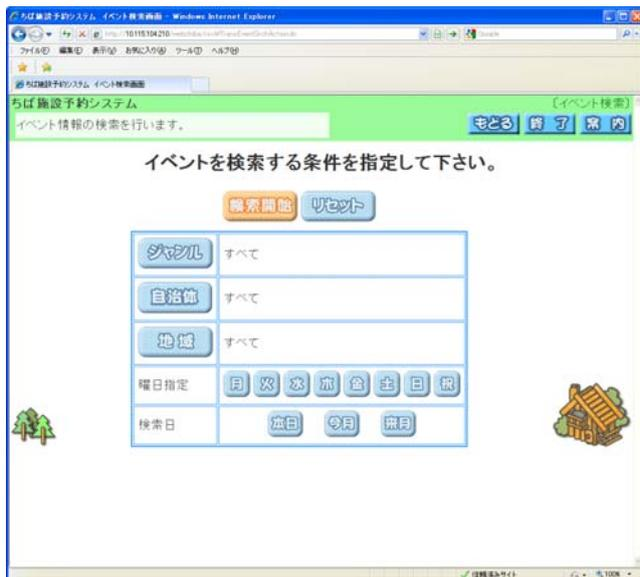 ちば施設予約システム イベント検索画面 - Windows Internet Explorer
ファイル(F) 編集(E) 表示(V) お気に入り(A) ツール(T) ヘルプ(H)
ちば施設予約システム イベント検索画面
ちば施設予約システム
[イベント検索]
イベント情報の検索を行います。
もどる 終了 案内
イベントを検索する条件を指定して下さい。
検索開始 リセット
ジャンル すべて
自治体 すべて
地域 すべて
曜日指定 月 火 水 木 金 土 日 祝
検索日 本日 今月 来月
信頼済みサイト 100%